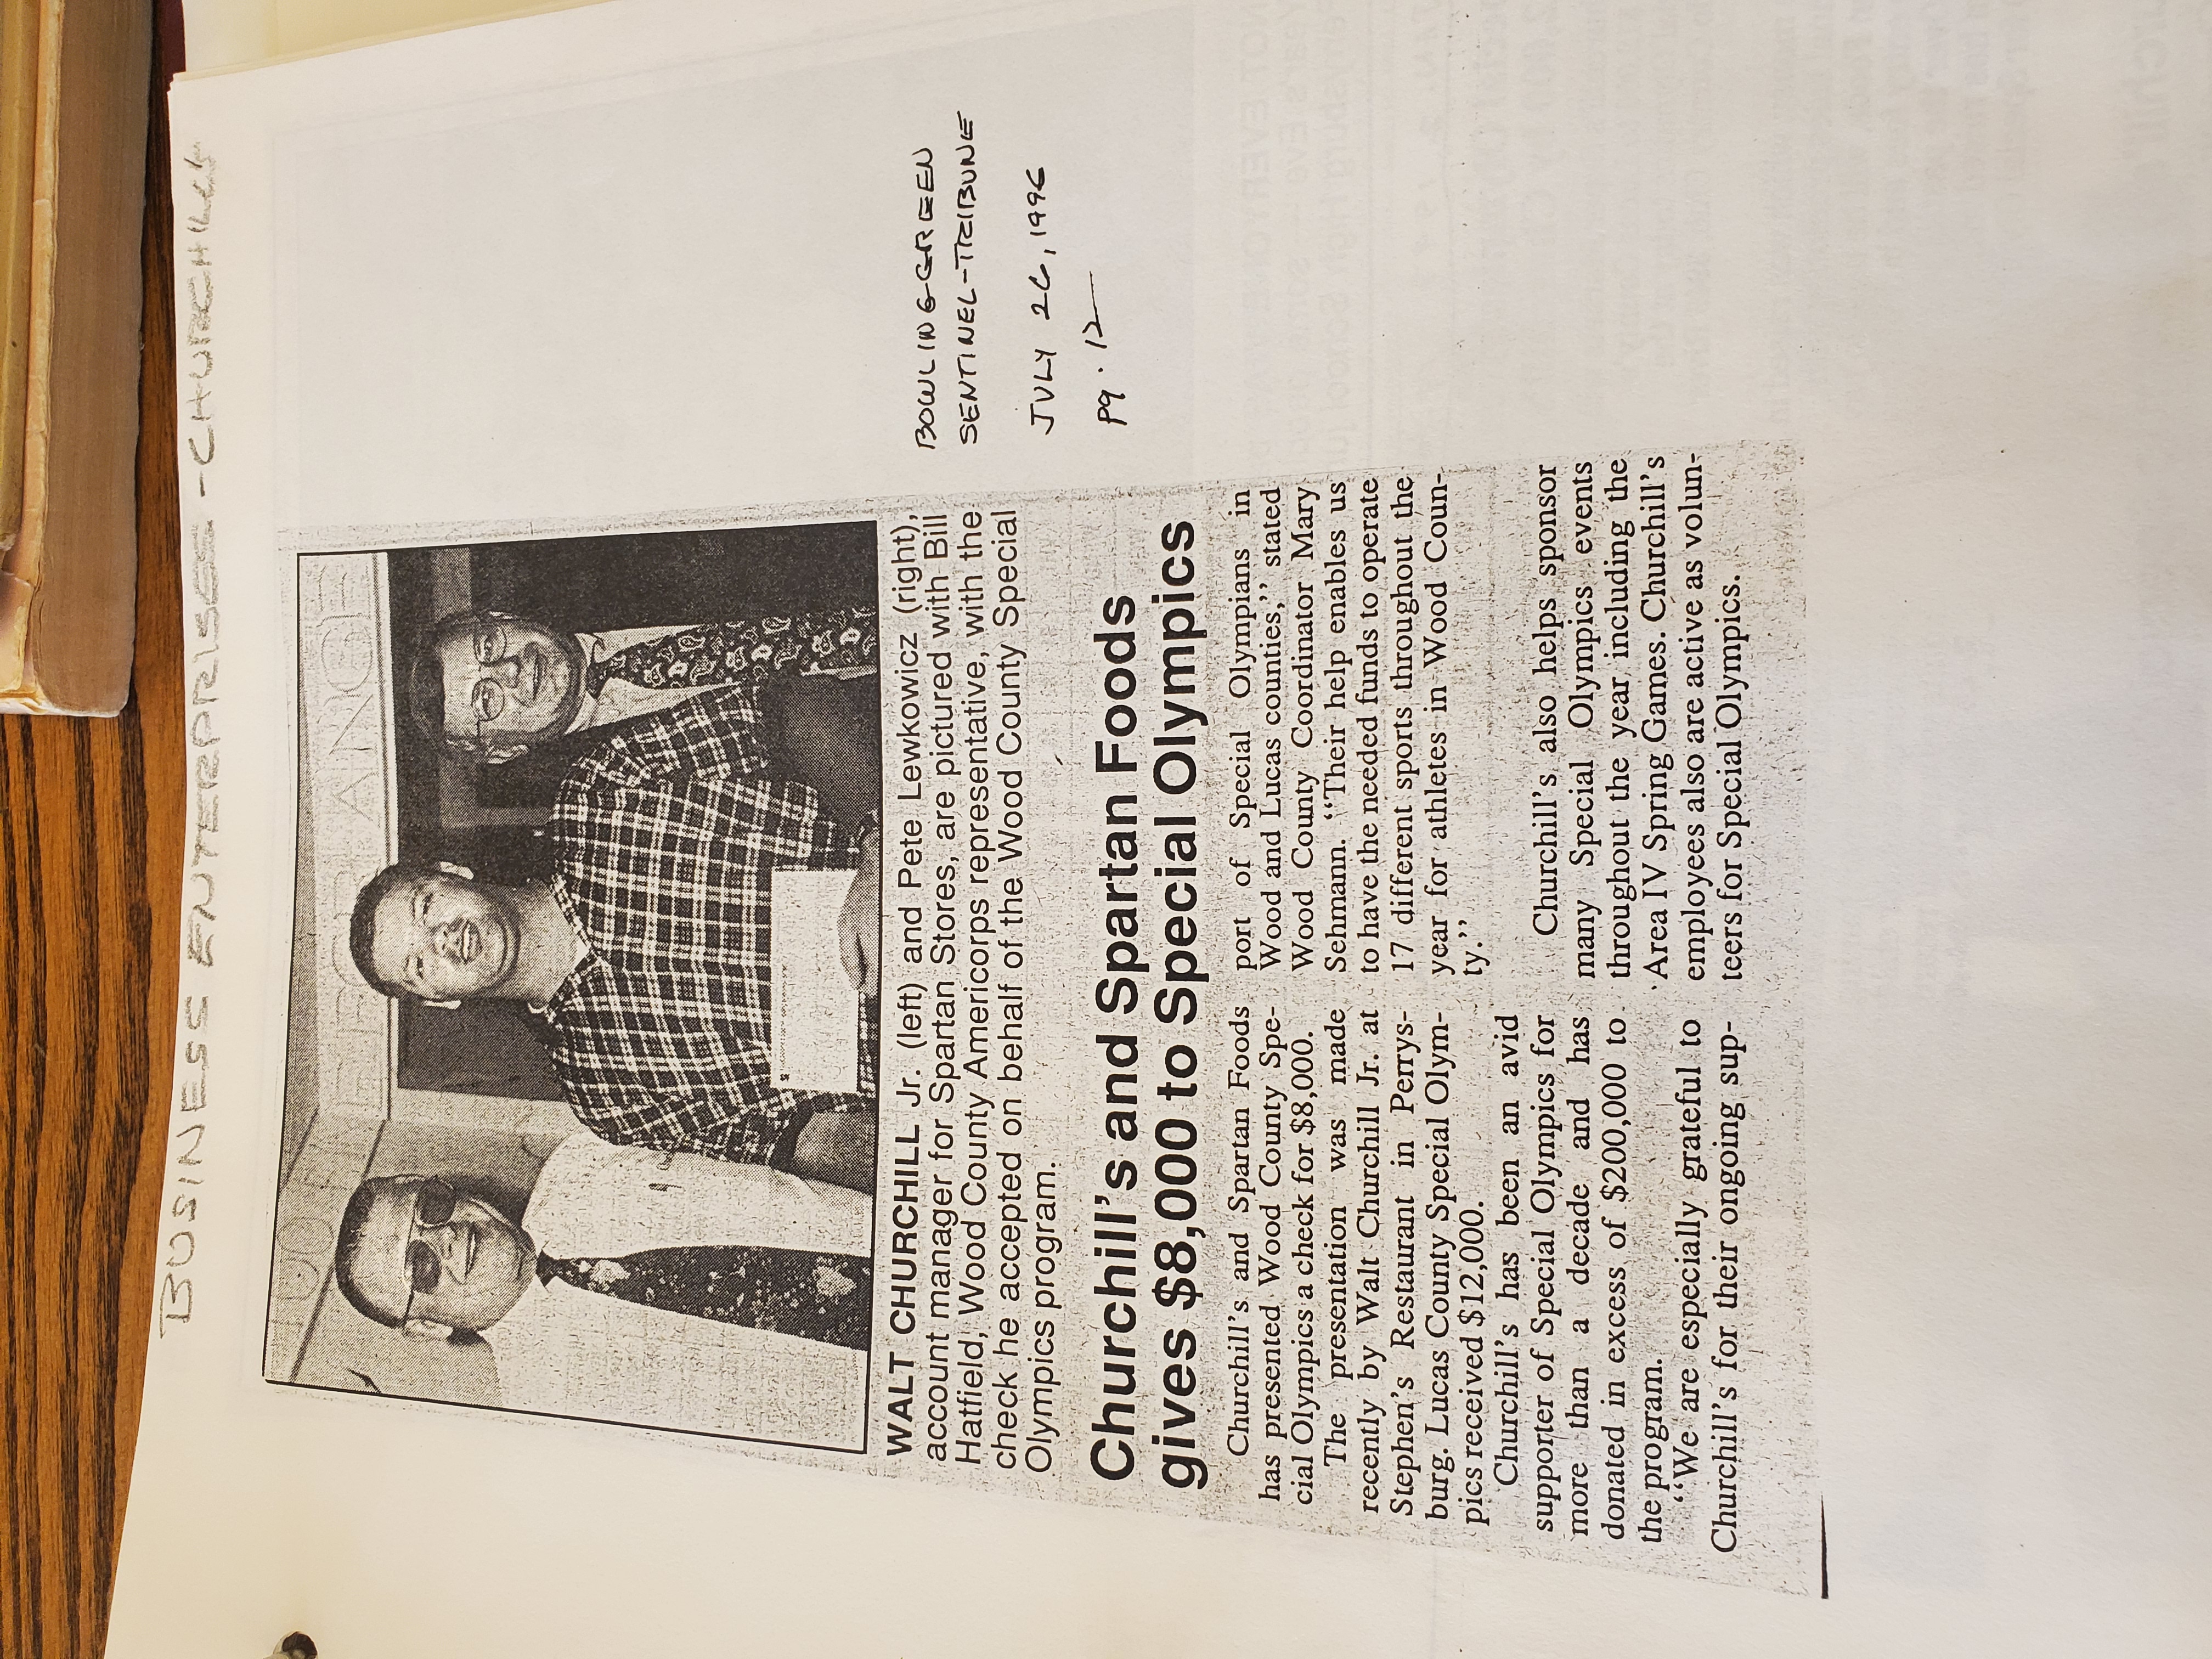 BUSINESS ENTERPRISES - CHURCHILL'S
WALT CHURCHILL Jr. (left) and Pete Lewkowicz (right),
account manager for Spartan Stores, are pictured with Bill
Hatfield, Wood County Americorps representative, with the
check he accepted on behalf of the Wood County Special
Olympics program.
BOWLING GREEN
SENTINEL-TRIBUNE
JULY 26, 1996
pg. 12
Churchill's and Spartan Foods
gives $8,000 to Special Olympics
Churchill's and Spartan Foods
has presented Wood County Spe-
cial Olympics a check for $8,000.
The presentation was made
recently by Walt Churchill Jr. at
Stephen's Restaurant in Perrys-
burg. Lucas County Special Olym-
pics received $12,000.
Churchill's has been an avid
supporter of Special Olympics for
more than a decade and has
donated in excess of $200,000 to
the program.
"We are especially grateful to
Churchill's for their ongoing sup-
port of Special Olympians in
Wood and Lucas counties," stated
Wood County Coordinator Mary
Sehmann. "Their help enables us
to have the needed funds to operate
17 different sports throughout the
year for athletes in Wood Coun-
ty."
Churchill's also helps sponsor
many Special Olympics events
throughout the year, including the
Area IV Spring Games. Churchill's
employees also are active as volun-
teers for Special Olympics.